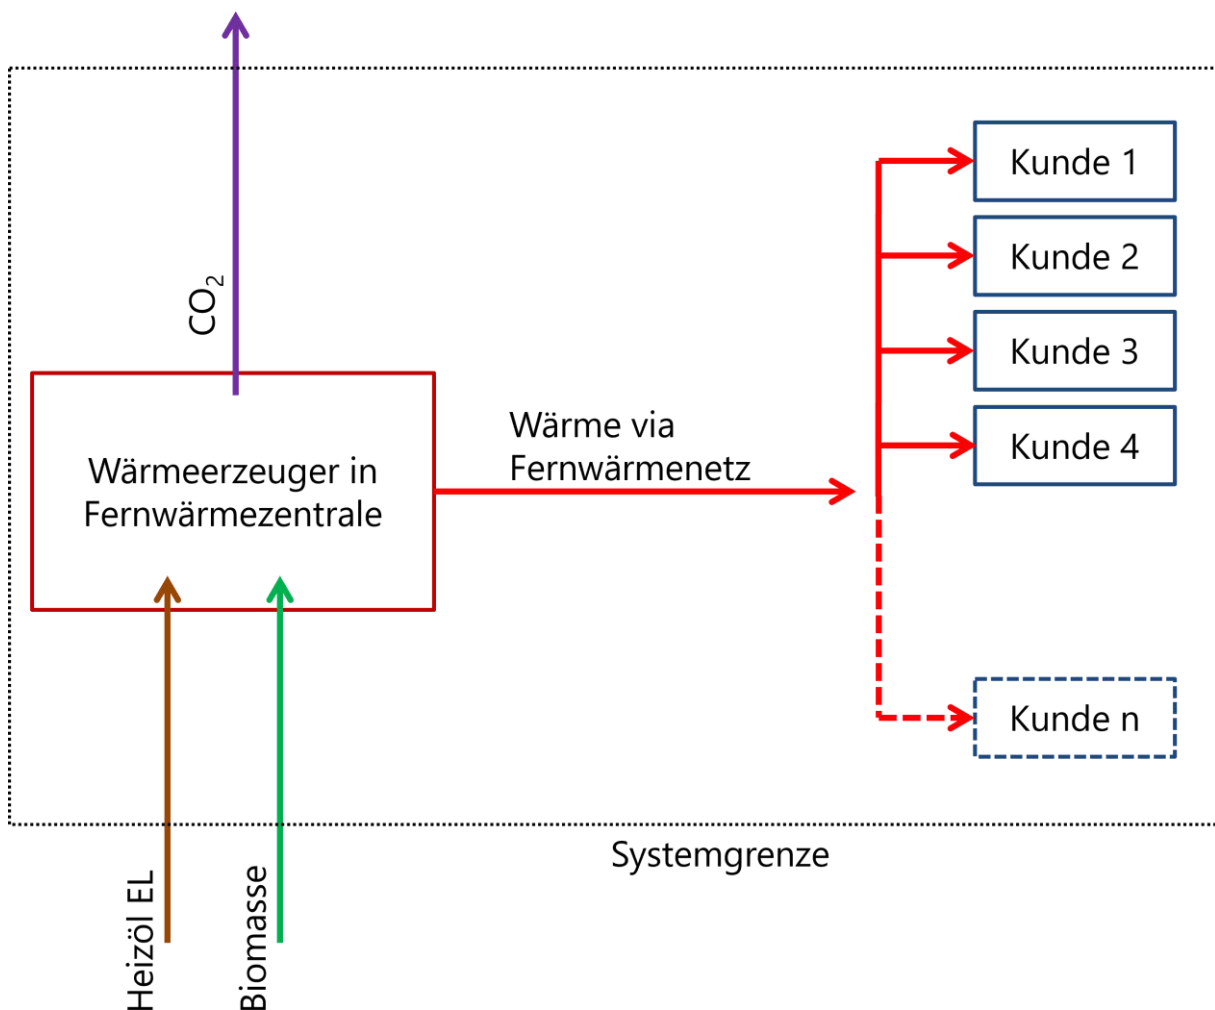 CO₂
Kunde 1
Kunde 2
Kunde 3
Kunde 4
Wärme via
Fernwärmenetz
Wärmeerzeuger in
Fernwärmezentrale
Kunde n
Systemgrenze
Heizöl EL
Biomasse